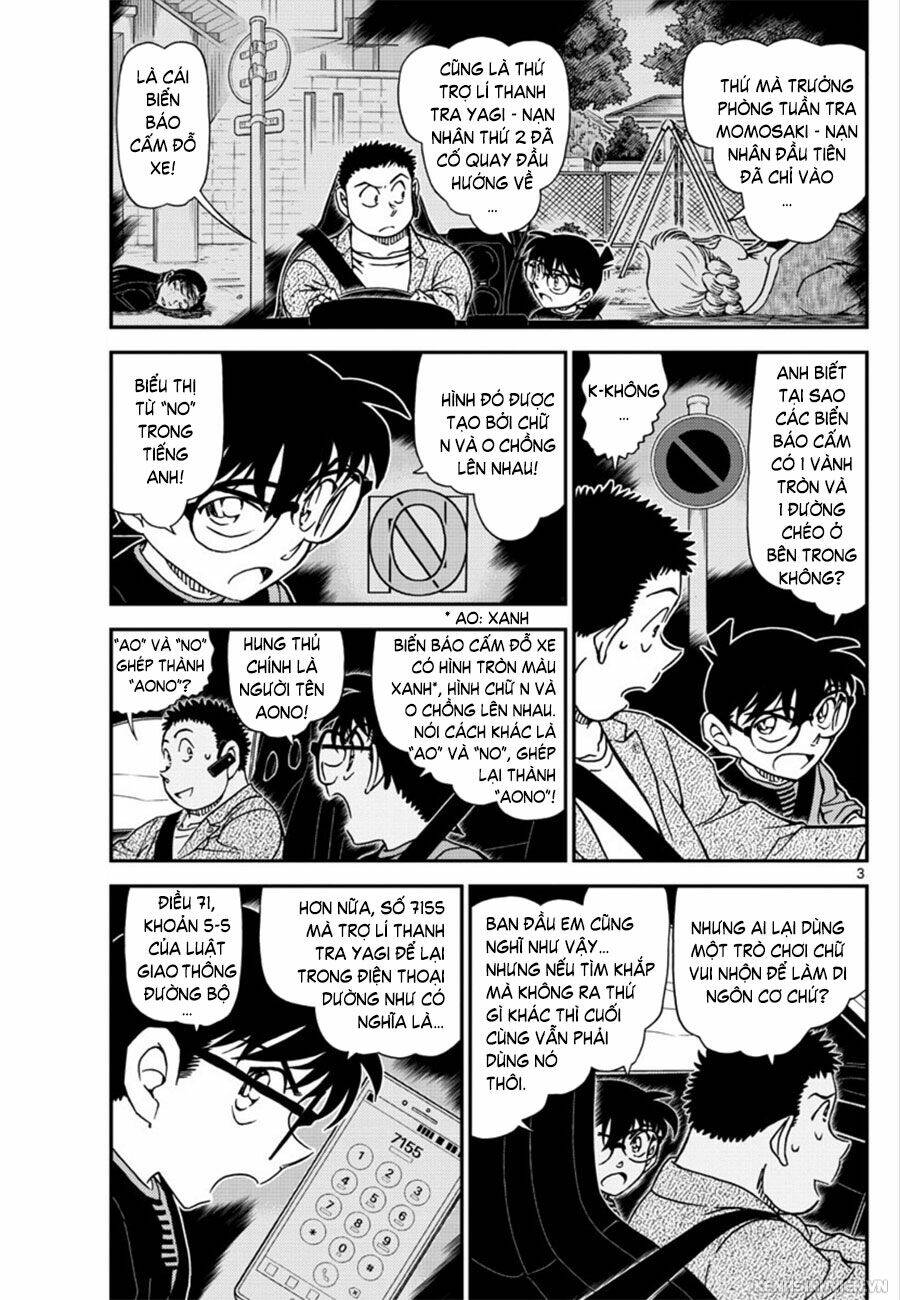 THỨ MÀ TRƯỞNG
PHÒNG TUẦN TRA
MOMOSAKI - NẠN
NHÂN ĐẦU TIÊN
ĐÃ CHỈ VÀO
...
CŨNG LÀ THỨ
TRỢ LÍ THANH
TRA YAGI - NẠN
NHÂN THỨ 2 ĐÃ
CỐ QUAY ĐẦU
HƯỚNG VỀ
...
LÀ CÁI
BIỂN
BÁO
CẤM ĐỖ
XE!
ANH BIẾT
TẠI SAO
CÁC BIỂN
BÁO CẤM
CÓ 1 VÀNH
TRÒN VÀ
1 ĐƯỜNG
CHÉO Ở
BÊN TRONG
KHÔNG?
K-KHÔNG
...
HÌNH ĐÓ ĐƯỢC
TẠO BỞI CHỮ
N VÀ O CHỒNG
LÊN NHAU!
BIỂU THỊ
TỪ "NO"
TRONG
TIẾNG
ANH!
* AO: XANH
BIỂN BÁO CẤM ĐỖ XE
CÓ HÌNH TRÒN MÀU
XANH*, HÌNH CHỮ N VÀ
O CHỒNG LÊN NHAU.
NÓI CÁCH KHÁC LÀ
"AO" VÀ "NO", GHÉP
LẠI THÀNH
"AONO"!
HUNG THỦ
CHÍNH LÀ
NGƯỜI TÊN
AONO!
"AO" VÀ "NO"
GHÉP THÀNH
"AONO"?
3
NHƯNG AI LẠI DÙNG
MỘT TRÒ CHƠI CHỮ
VUI NHỘN ĐỂ LÀM DI
NGÔN CƠ CHỨ?
BAN ĐẦU EM CŨNG
NGHĨ NHƯ VẬY...
NHƯNG NẾU TÌM KHẮP
MÀ KHÔNG RA THỨ
GÌ KHÁC THÌ CUỐI
CÙNG VẪN PHẢI
DÙNG NÓ
THÔI.
HƠN NỮA, SỐ 7155
MÀ TRỢ LÍ THANH
TRA YAGI ĐỂ LẠI
TRONG ĐIỆN THOẠI
DƯỜNG NHƯ CÓ
NGHĨA LÀ...
ĐIỀU 71,
KHOẢN 5-5
CỦA LUẬT
GIAO THÔNG
ĐƯỜNG BỘ
...
7155
1 2 3
4 5 6
7 8 9
* 0 #